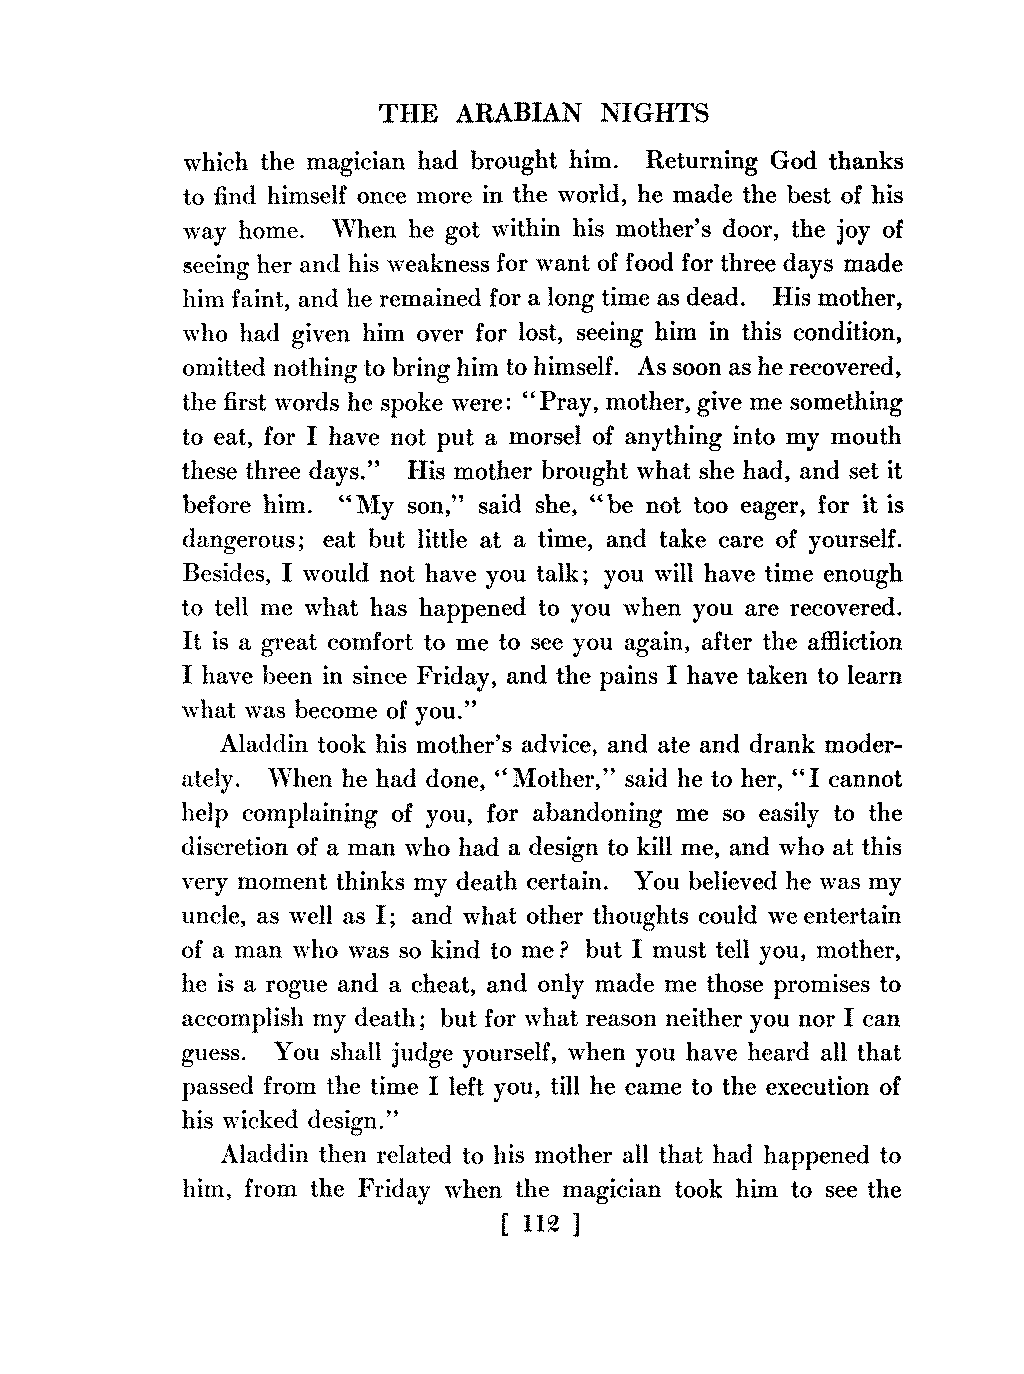 THE ARABIAN NIGHTS
which the magician had brought him. Returning God thanks
to find himself once more in the world, he made the best of his
way home. When he got within his mother's door, the joy of
seeing her and his weakness for want of food for three days made
him faint, and he remained for a long time as dead. His mother,
who had given him over for lost, seeing him in this condition,
omitted nothing to bring him to himself. As soon as he recovered,
the first words he spoke were: "Pray, mother, give me something
to eat, for I have not put a morsel of anything into my mouth
these three days." His mother brought what she had, and set it
before him. "My son," said she, "be not too eager, for it is
dangerous; eat but little at a time, and take care of yourself.
Besides, I would not have you talk; you will have time enough
to tell me what has happened to you when you are recovered.
It is a great comfort to me to see you again, after the affliction
I have been in since Friday, and the pains I have taken to learn
what was become of you."
Aladdin took his mother's advice, and ate and drank moder-
ately. When he had done, "Mother," said he to her, "I cannot
help complaining of you, for abandoning me so easily to the
discretion of a man who had a design to kill me, and who at this
very moment thinks my death certain. You believed he was my
uncle, as well as I; and what other thoughts could we entertain
of a man who was so kind to me? but I must tell you, mother,
he is a rogue and a cheat, and only made me those promises to
accomplish my death; but for what reason neither you nor I can
guess. You shall judge yourself, when you have heard all that
passed from the time I left you, till he came to the execution of
his wicked design."
Aladdin then related to his mother all that had happened to
him, from the Friday when the magician took him to see the
[ 112 ]